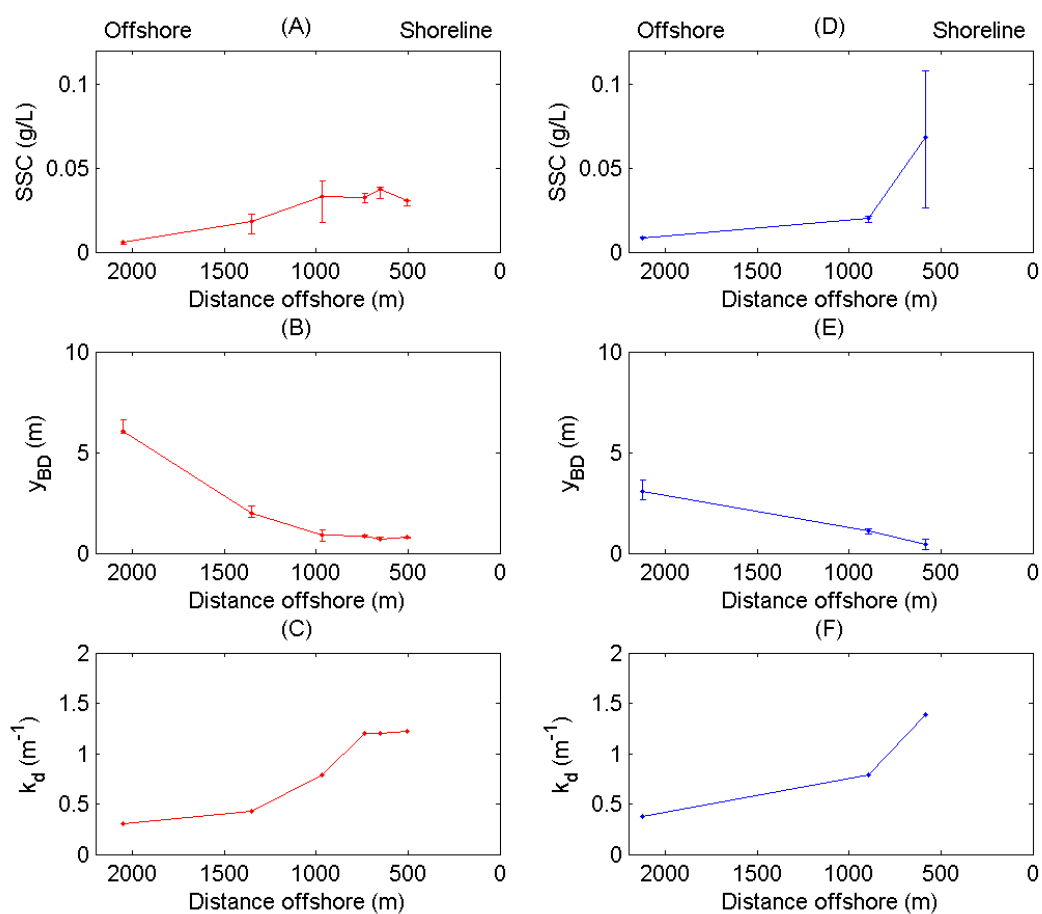 Offshore (A) Shoreline
SSC (g/L)
0.1
0.05
0
2000 1500 1000 500 0
Distance offshore (m)
(B)
y_BD (m)
10
5
0
2000 1500 1000 500 0
Distance offshore (m)
(C)
k_d (m^-1)
2
1.5
1
0.5
0
2000 1500 1000 500 0
Distance offshore (m)
Offshore (D) Shoreline
SSC (g/L)
0.1
0.05
0
2000 1500 1000 500 0
Distance offshore (m)
(E)
y_BD (m)
10
5
0
2000 1500 1000 500 0
Distance offshore (m)
(F)
k_d (m^-1)
2
1.5
1
0.5
0
2000 1500 1000 500 0
Distance offshore (m)